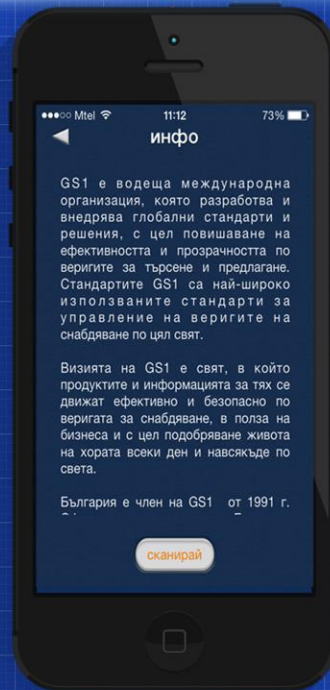 Mtel 11:12 73%
инфо
GS1 е водеща международна
организация, която разработва и
внедрява глобални стандарти и
решения, с цел повишаване на
ефективността и прозрачността по
веригите за търсене и предлагане.
Стандартите GS1 са най-широко
използваните стандарти за
управление на веригите на
снабдяване по цял свят.
Визията на GS1 е свят, в който
продуктите и информацията за тях се
движат ефективно и безопасно по
веригата за снабдяване, в полза на
бизнеса и с цел подобряване живота
на хората всеки ден и навсякъде по
света.
България е член на GS1 от 1991 г.
сканирай